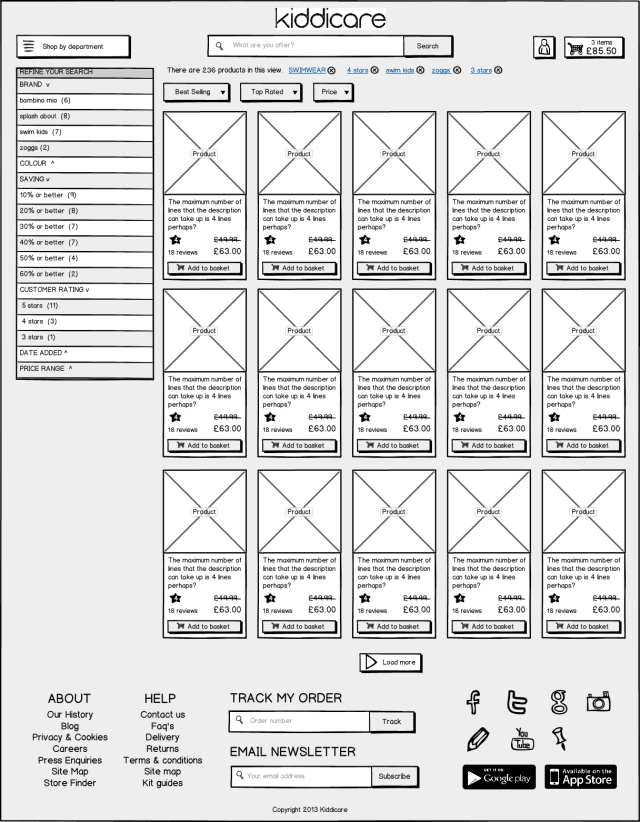 kiddicare
Shop by department
What are you after?
Search
3 items
£85.50
REFINE YOUR SEARCH
BRAND v
bambino mio (6)
splash about (8)
swim kids (7)
zoggs (2)
COLOUR ^
SAVING v
10% or better (9)
20% or better (8)
30% or better (7)
40% or better (7)
50% or better (4)
60% or better (2)
CUSTOMER RATING v
5 stars (11)
4 stars (3)
3 stars (1)
DATE ADDED ^
PRICE RANGE ^
There are 236 products in this view. SWIMWEAR 4 stars swim kids zoggs 3 stars
Best Selling Top Rated Price
Product Product Product Product Product
The maximum number of The maximum number of The maximum number of The maximum number of The maximum number of
lines that the description lines that the description lines that the description lines that the description lines that the description
can take up is 4 lines can take up is 4 lines can take up is 4 lines can take up is 4 lines can take up is 4 lines
perhaps? perhaps? perhaps? perhaps? perhaps?
£49.99 £49.99 £49.99 £49.99 £49.99
18 reviews £63.00 18 reviews £63.00 18 reviews £63.00 18 reviews £63.00 18 reviews £63.00
Add to basket Add to basket Add to basket Add to basket Add to basket
Product Product Product Product Product
The maximum number of The maximum number of The maximum number of The maximum number of The maximum number of
lines that the description lines that the description lines that the description lines that the description lines that the description
can take up is 4 lines can take up is 4 lines can take up is 4 lines can take up is 4 lines can take up is 4 lines
perhaps? perhaps? perhaps? perhaps? perhaps?
£49.99 £49.99 £49.99 £49.99 £49.99
18 reviews £63.00 18 reviews £63.00 18 reviews £63.00 18 reviews £63.00 18 reviews £63.00
Add to basket Add to basket Add to basket Add to basket Add to basket
Product Product Product Product Product
The maximum number of The maximum number of The maximum number of The maximum number of The maximum number of
lines that the description lines that the description lines that the description lines that the description lines that the description
can take up is 4 lines can take up is 4 lines can take up is 4 lines can take up is 4 lines can take up is 4 lines
perhaps? perhaps? perhaps? perhaps? perhaps?
£49.99 £49.99 £49.99 £49.99 £49.99
18 reviews £63.00 18 reviews £63.00 18 reviews £63.00 18 reviews £63.00 18 reviews £63.00
Add to basket Add to basket Add to basket Add to basket Add to basket
Load more
ABOUT
Our History
Blog
Privacy & Cookies
Careers
Press Enquiries
Site Map
Store Finder
HELP
Contact us
Faq's
Delivery
Returns
Terms & conditions
Site map
Kit guides
TRACK MY ORDER
Order number
Track
EMAIL NEWSLETTER
Your email address
Subscribe
You
Tube
GET IT ON
Google play
Available on the
App Store
Copyright 2013 Kiddicare